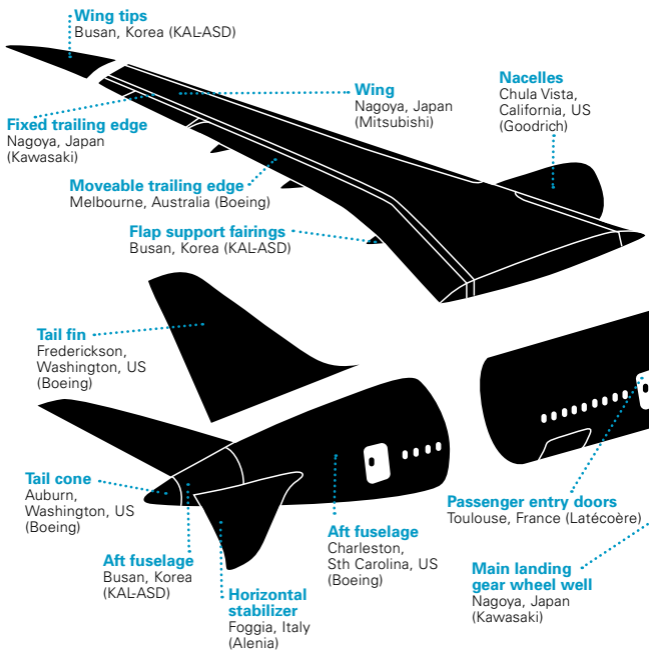 Wing tips
Busan, Korea (KAL-ASD)
Wing
Nagoya, Japan
(Mitsubishi)
Nacelles
Chula Vista,
California, US
(Goodrich)
Fixed trailing edge
Nagoya, Japan
(Kawasaki)
Moveable trailing edge
Melbourne, Australia (Boeing)
Flap support fairings
Busan, Korea (KAL-ASD)
Tail fin
Frederickson,
Washington, US
(Boeing)
Tail cone
Auburn,
Washington, US
(Boeing)
Aft fuselage
Busan, Korea
(KAL-ASD)
Horizontal
stabilizer
Foggia, Italy
(Alenia)
Aft fuselage
Charleston,
Sth Carolina, US
(Boeing)
Passenger entry doors
Toulouse, France (Latécoère)
Main landing
gear wheel well
Nagoya, Japan
(Kawasaki)